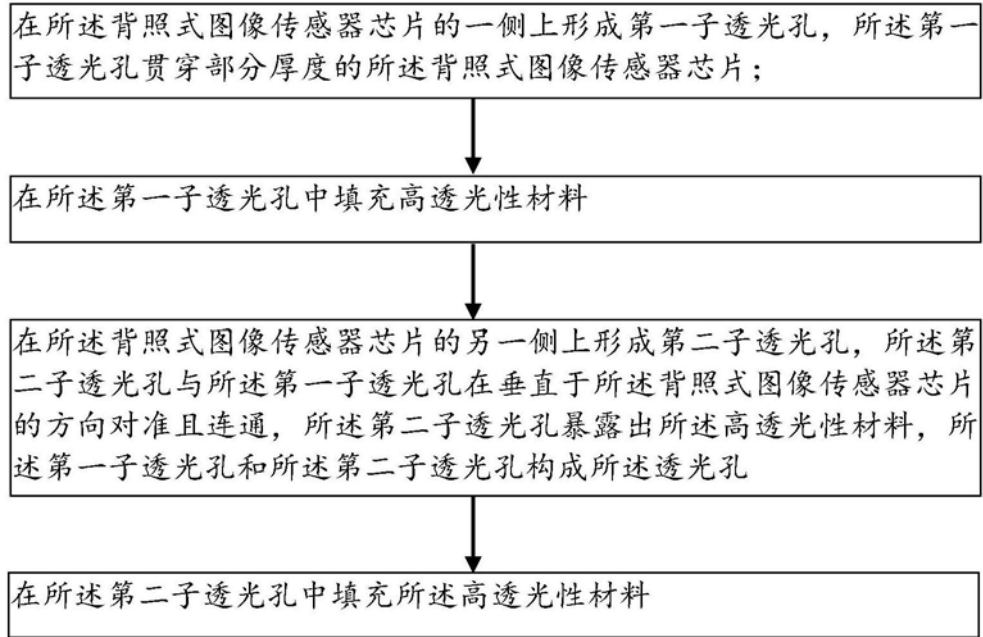 在所述背照式图像传感器芯片的一侧上形成第一子透光孔，所述第一
子透光孔贯穿部分厚度的所述背照式图像传感器芯片；
在所述第一子透光孔中填充高透光性材料
在所述背照式图像传感器芯片的另一侧上形成第二子透光孔，所述第
二子透光孔与所述第一子透光孔在垂直于所述背照式图像传感器芯片
的方向对准且连通，所述第二子透光孔暴露出所述高透光性材料，所
述第一子透光孔和所述第二子透光孔构成所述透光孔
在所述第二子透光孔中填充所述高透光性材料